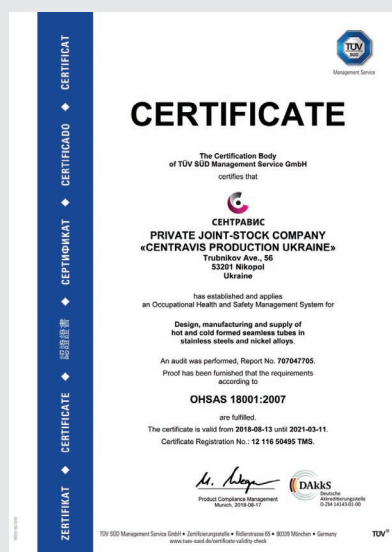 TÜV
SÜD
Management Service
CERTIFICATE
The Certification Body
of TÜV SÜD Management Service GmbH
certifies that
СЕНТРАВИС
PRIVATE JOINT-STOCK COMPANY
«CENTRAVIS PRODUCTION UKRAINE»
Trubnikov Ave., 56
53201 Nikopol
Ukraine
has established and applies
an Occupational Health and Safety Management System for
Design, manufacturing and supply of
hot and cold formed seamless tubes in
stainless steels and nickel alloys.
An audit was performed, Report No. 707047705.
Proof has been furnished that the requirements
according to
OHSAS 18001:2007
are fulfilled.
The certificate is valid from 2018-08-13 until 2021-03-11.
Certificate Registration No.: 12 116 50495 TMS.
Product Compliance Management
Munich, 2018-08-17
DAkkS
Deutsche
Akkreditierungsstelle
D-ZM-14143-01-00
TÜV SÜD Management Service GmbH • Zertifizierungsstelle • Ridlerstrasse 65 • 80339 München • Germany
www.tuev-sued.de/certificate-validity-check
TÜV®
ZERTIFIKAT ◆ CERTIFICATE ◆ 認證證書 ◆ СЕРТИФИКАТ ◆ CERTIFICADO ◆ CERTIFICAT